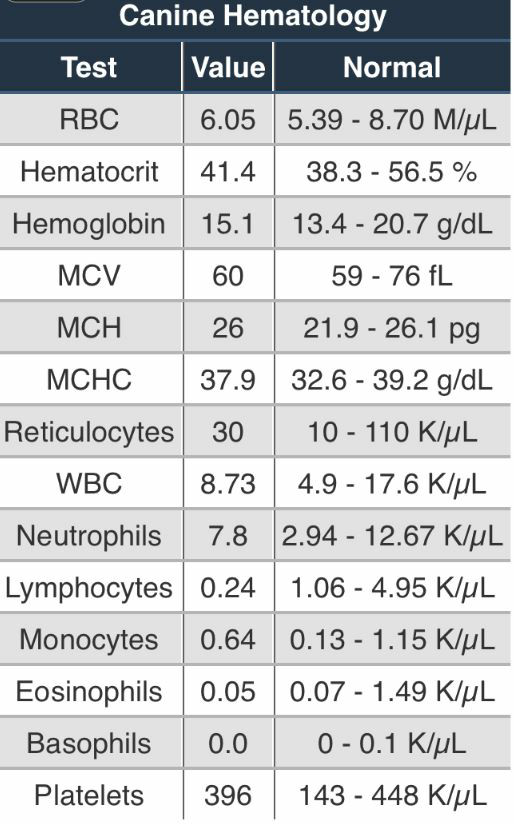 Canine Hematology
Test Value Normal
RBC 6.05 5.39 - 8.70 M/µL
Hematocrit 41.4 38.3 - 56.5 %
Hemoglobin 15.1 13.4 - 20.7 g/dL
MCV 60 59 - 76 fL
MCH 26 21.9 - 26.1 pg
MCHC 37.9 32.6 - 39.2 g/dL
Reticulocytes 30 10 - 110 K/µL
WBC 8.73 4.9 - 17.6 K/µL
Neutrophils 7.8 2.94 - 12.67 K/µL
Lymphocytes 0.24 1.06 - 4.95 K/µL
Monocytes 0.64 0.13 - 1.15 K/µL
Eosinophils 0.05 0.07 - 1.49 K/µL
Basophils 0.0 0 - 0.1 K/µL
Platelets 396 143 - 448 K/µL